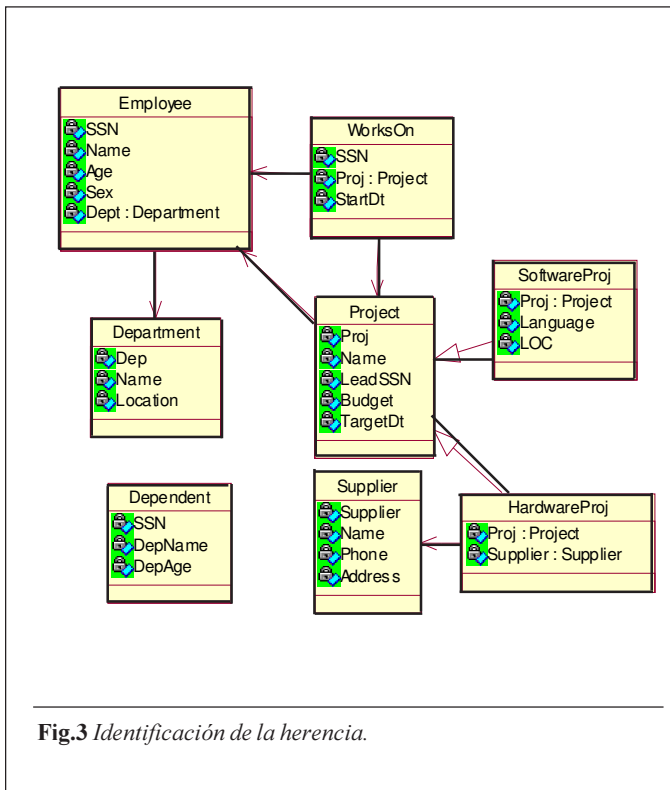 Employee
SSN
Name
Age
Sex
Dept : Department
WorksOn
SSN
Proj : Project
StartDt
SoftwareProj
Proj : Project
Language
LOC
Department
Dep
Name
Location
Project
Proj
Name
LeadSSN
Budget
TargetDt
Dependent
SSN
DepName
DepAge
Supplier
Supplier
Name
Phone
Address
HardwareProj
Proj : Project
Supplier : Supplier
Fig.3 Identificación de la herencia.